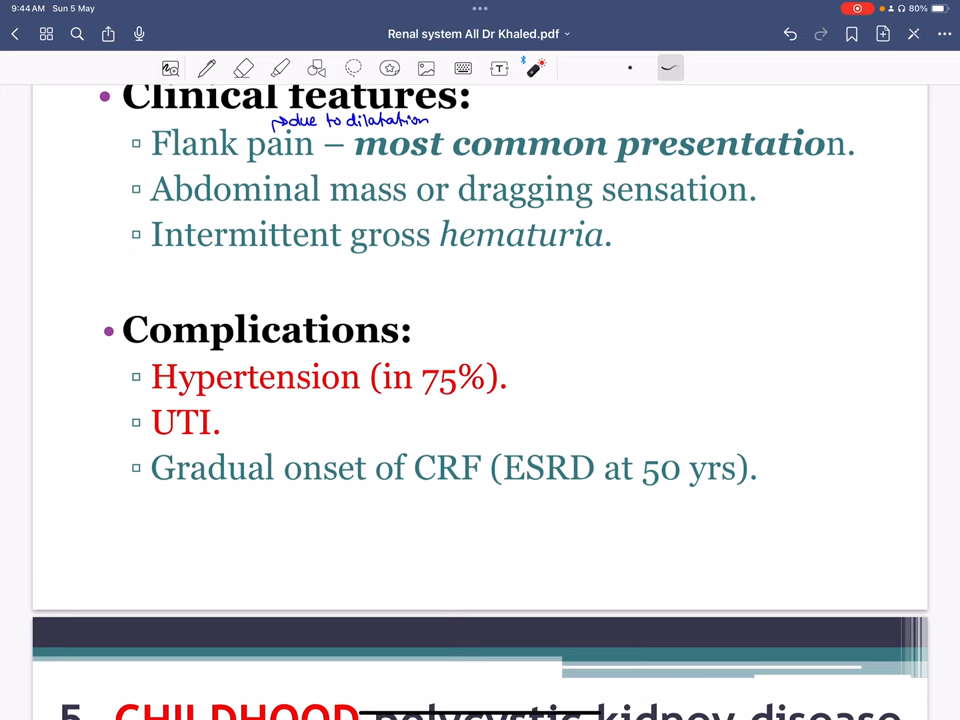 9:44 AM Sun 5 May
80%
Renal system All Dr Khaled.pdf
• Clinical features:
→due to dilatation
▫ Flank pain – most common presentation.
▫ Abdominal mass or dragging sensation.
▫ Intermittent gross hematuria.
• Complications:
▫ Hypertension (in 75%).
▫ UTI.
▫ Gradual onset of CRF (ESRD at 50 yrs).
5. CHILDHOOD polycystic kidney disease